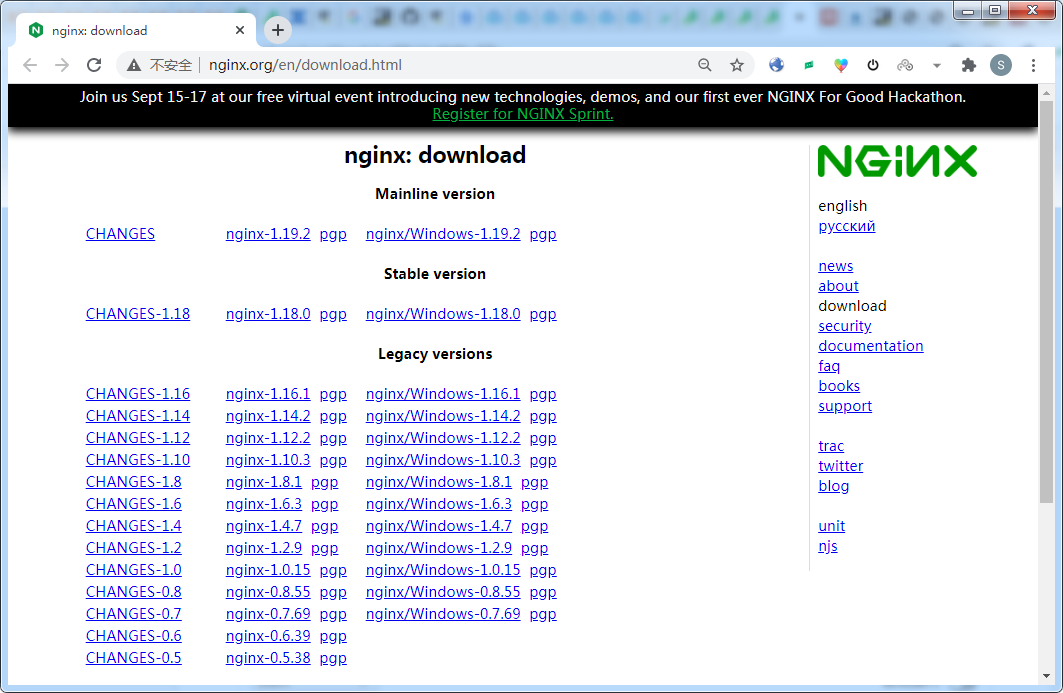 nginx: download
不安全 nginx.org/en/download.html
S
Join us Sept 15-17 at our free virtual event introducing new technologies, demos, and our first ever NGINX For Good Hackathon.
Register for NGINX Sprint.
nginx: download
Mainline version
CHANGES nginx-1.19.2 pgp nginx/Windows-1.19.2 pgp
Stable version
CHANGES-1.18 nginx-1.18.0 pgp nginx/Windows-1.18.0 pgp
Legacy versions
CHANGES-1.16 nginx-1.16.1 pgp nginx/Windows-1.16.1 pgp
CHANGES-1.14 nginx-1.14.2 pgp nginx/Windows-1.14.2 pgp
CHANGES-1.12 nginx-1.12.2 pgp nginx/Windows-1.12.2 pgp
CHANGES-1.10 nginx-1.10.3 pgp nginx/Windows-1.10.3 pgp
CHANGES-1.8 nginx-1.8.1 pgp nginx/Windows-1.8.1 pgp
CHANGES-1.6 nginx-1.6.3 pgp nginx/Windows-1.6.3 pgp
CHANGES-1.4 nginx-1.4.7 pgp nginx/Windows-1.4.7 pgp
CHANGES-1.2 nginx-1.2.9 pgp nginx/Windows-1.2.9 pgp
CHANGES-1.0 nginx-1.0.15 pgp nginx/Windows-1.0.15 pgp
CHANGES-0.8 nginx-0.8.55 pgp nginx/Windows-0.8.55 pgp
CHANGES-0.7 nginx-0.7.69 pgp nginx/Windows-0.7.69 pgp
CHANGES-0.6 nginx-0.6.39 pgp
CHANGES-0.5 nginx-0.5.38 pgp
NGiNX
english
русский
news
about
download
security
documentation
faq
books
support
trac
twitter
blog
unit
njs